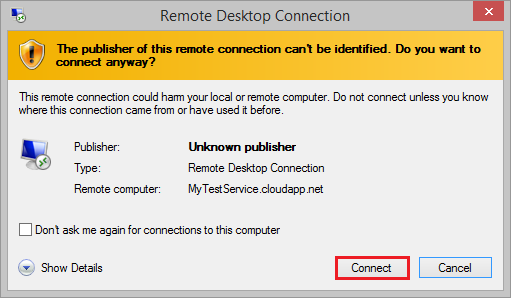 Remote Desktop Connection
The publisher of this remote connection can't be identified. Do you want to
connect anyway?
This remote connection could harm your local or remote computer. Do not connect unless you know
where this connection came from or have used it before.
Publisher: Unknown publisher
Type: Remote Desktop Connection
Remote computer: MyTestService.cloudapp.net
Don't ask me again for connections to this computer
Show Details Connect Cancel